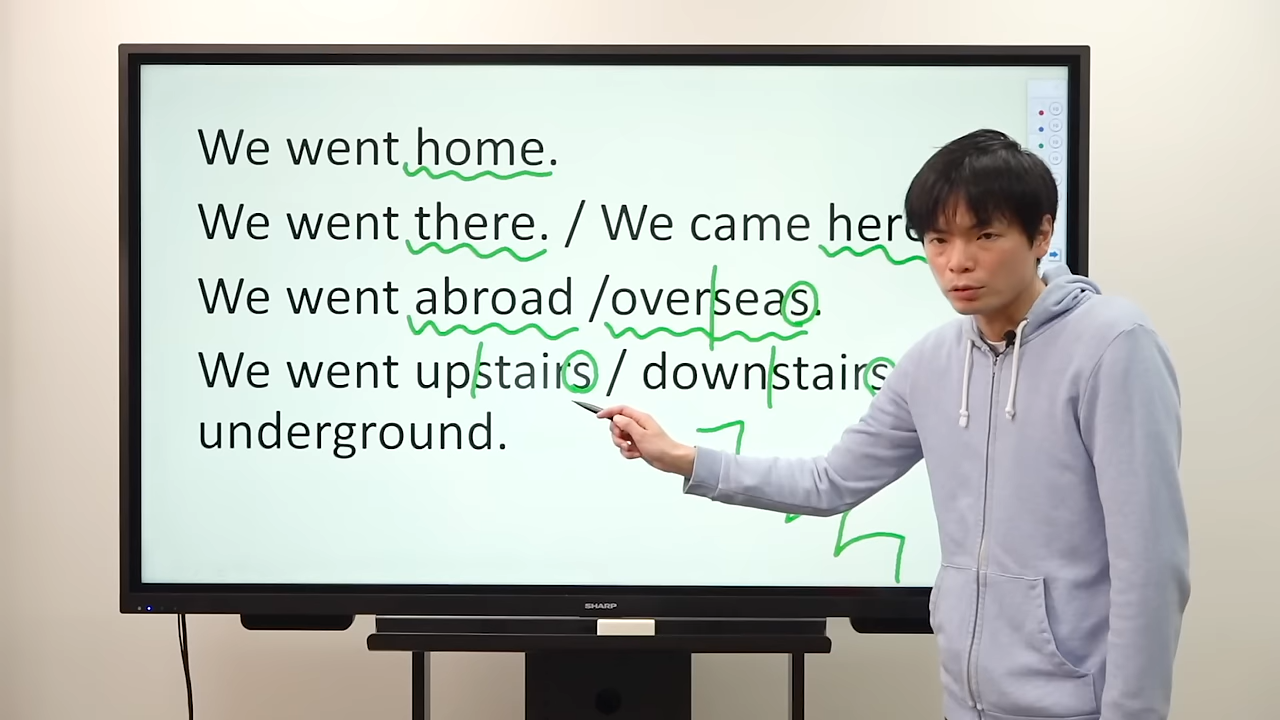 We went home.
We went there. / We came here
We went abroad /overseas.
We went upstairs / downstairs
underground.
SHARP